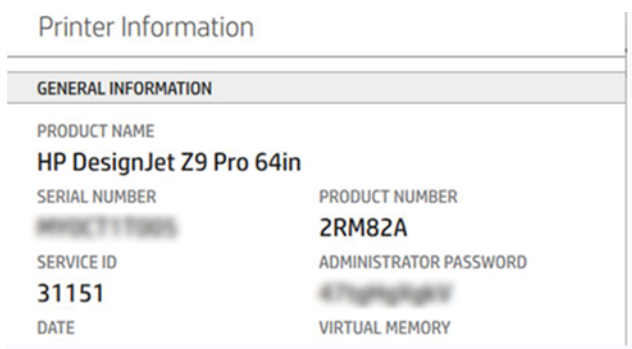 Printer Information
GENERAL INFORMATION
PRODUCT NAME
HP DesignJet Z9 Pro 64in
SERIAL NUMBER PRODUCT NUMBER
2RM82A
SERVICE ID ADMINISTRATOR PASSWORD
31151
DATE VIRTUAL MEMORY